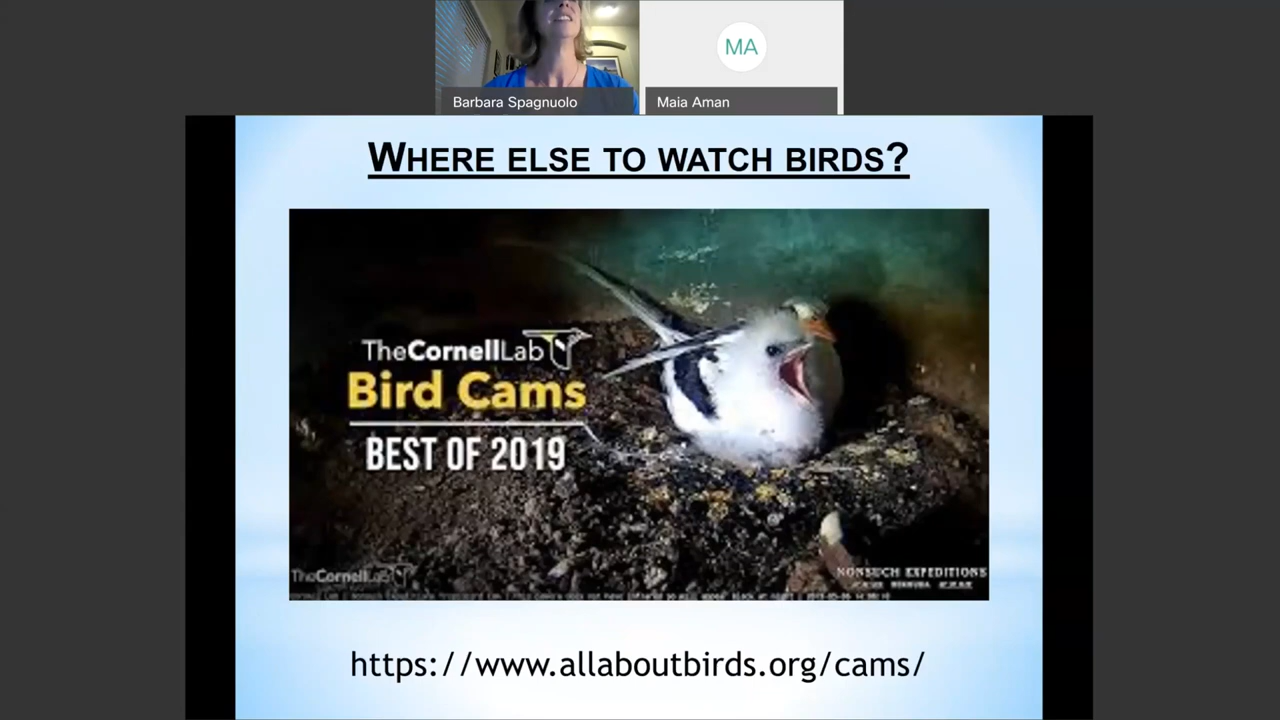 MA
Barbara Spagnuolo
Maia Aman
WHERE ELSE TO WATCH BIRDS?
TheCornellLab
Bird Cams
BEST OF 2019
TheCornellLab
NONSUCH EXPEDITIONS
BERMUDA
https://www.allaboutbirds.org/cams/